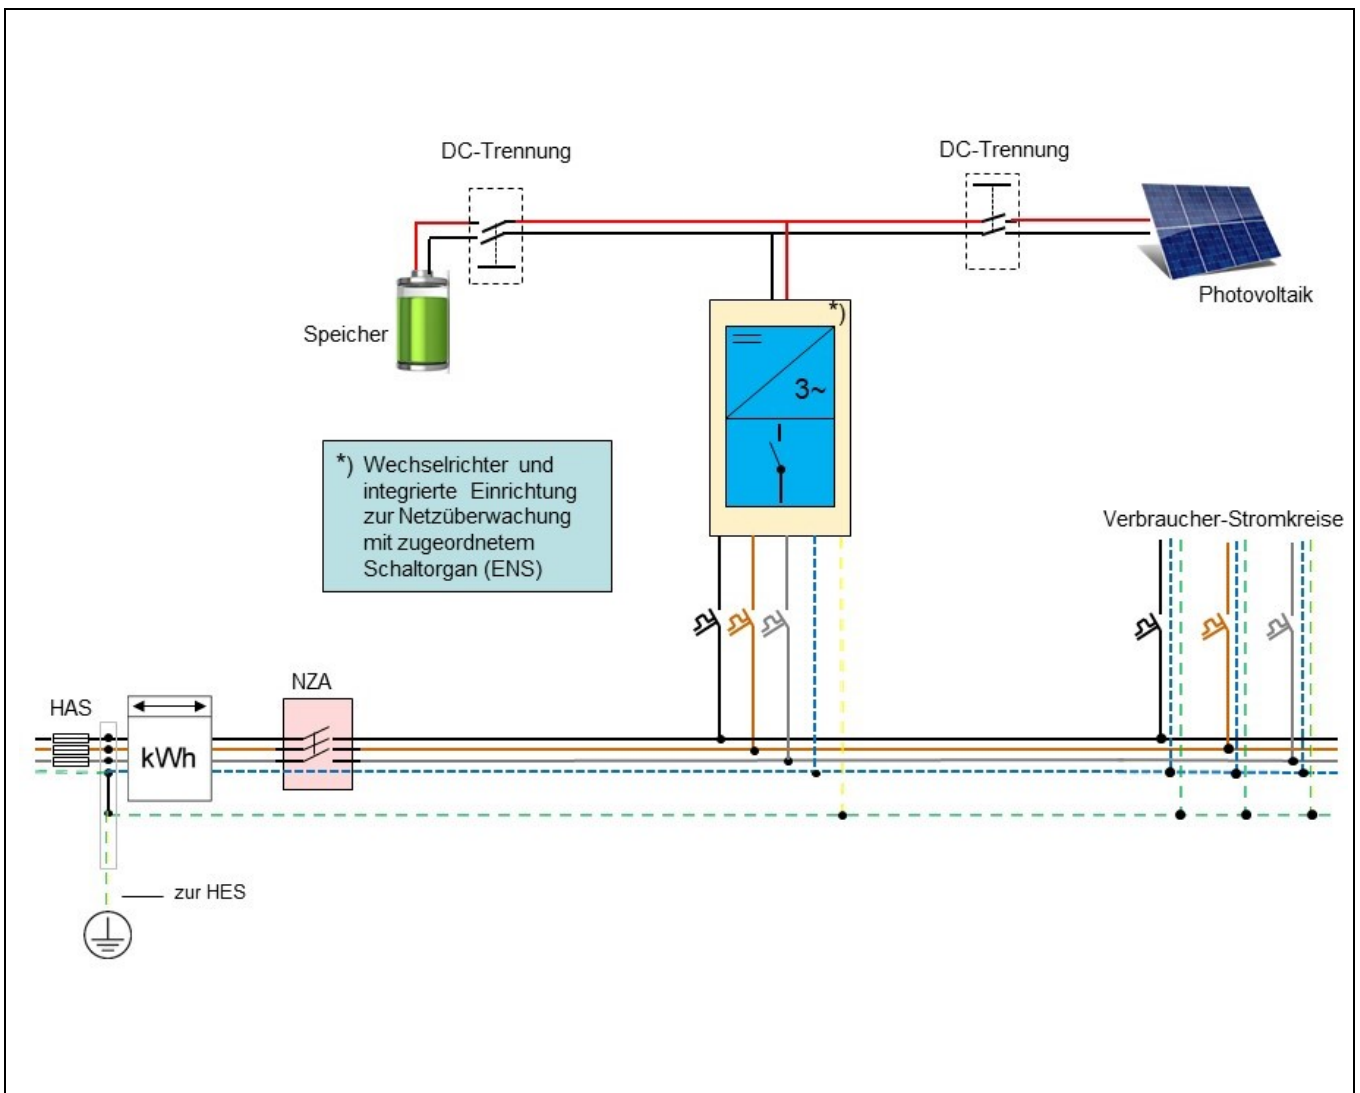 DC-Trennung
DC-Trennung
Photovoltaik
Speicher
*)
3~
*) Wechselrichter und
integrierte Einrichtung
zur Netzüberwachung
mit zugeordnetem
Schaltorgan (ENS)
Verbraucher-Stromkreise
NZA
HAS
kWh
zur HES